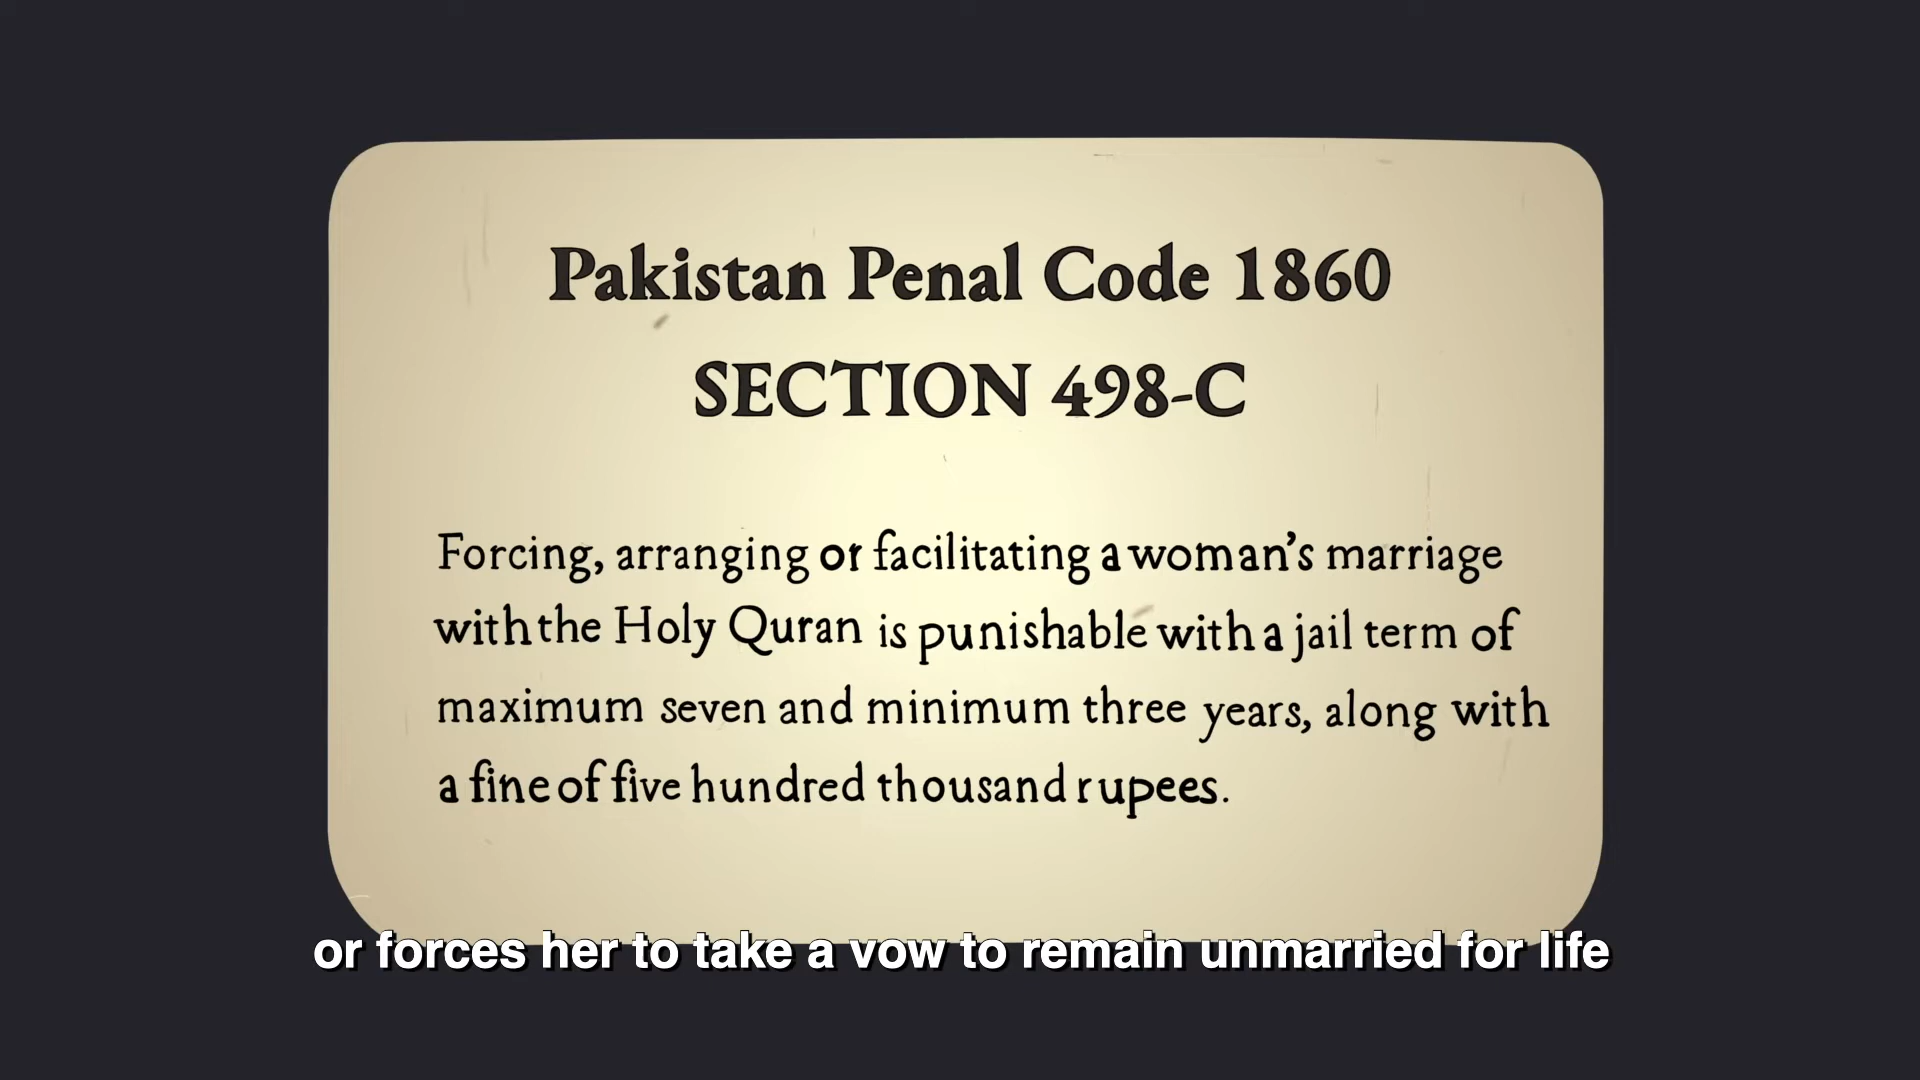 Pakistan Penal Code 1860
SECTION 498-C
Forcing, arranging or facilitating a woman's marriage
with the Holy Quran is punishable with a jail term of
maximum seven and minimum three years, along with
a fine of five hundred thousand rupees.
or forces her to take a vow to remain unmarried for life